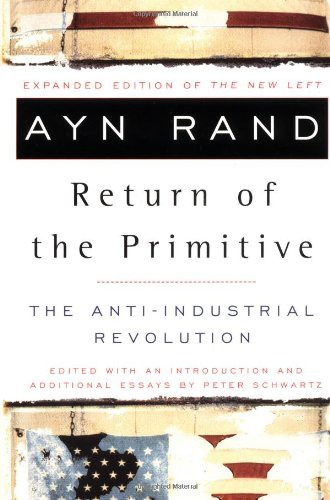 EXPANDED EDITION OF THE NEW LEFT
AYN RAND
Return of
the Primitive
THE ANTI-INDUSTRIAL
REVOLUTION
EDITED WITH AN INTRODUCTION AND
ADDITIONAL ESSAYS BY PETER SCHWARTZ